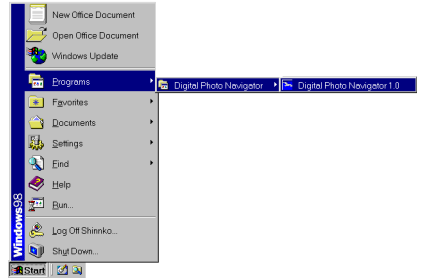 New Office Document
Open Office Document
Windows Update
Programs
Digital Photo Navigator
Digital Photo Navigator 1.0
Favorites
Documents
Settings
Find
Help
Run...
Log Off Shinnko...
Shut Down...
Windows98
Start